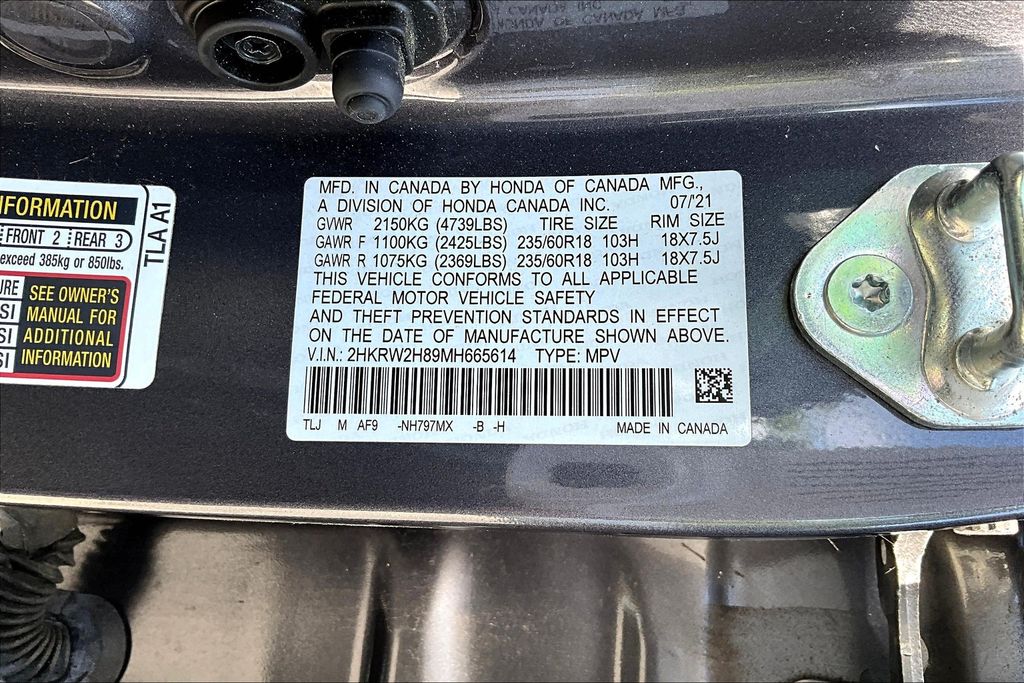 INFORMATION
FRONT 2 REAR 3
exceed 385kg or 850lbs.
SEE OWNER'S
MANUAL FOR
ADDITIONAL
INFORMATION
TLA A1
MFD. IN CANADA BY HONDA OF CANADA MFG.,
A DIVISION OF HONDA CANADA INC. 07/'21
GVWR 2150KG (4739LBS) TIRE SIZE RIM SIZE
GAWR F 1100KG (2425LBS) 235/60R18 103H 18X7.5J
GAWR R 1075KG (2369LBS) 235/60R18 103H 18X7.5J
THIS VEHICLE CONFORMS TO ALL APPLICABLE
FEDERAL MOTOR VEHICLE SAFETY
AND THEFT PREVENTION STANDARDS IN EFFECT
ON THE DATE OF MANUFACTURE SHOWN ABOVE.
V.I.N.: 2HKRW2H89MH665614 TYPE: MPV
TLJ M AF9 -NH797MX -B -H MADE IN CANADA